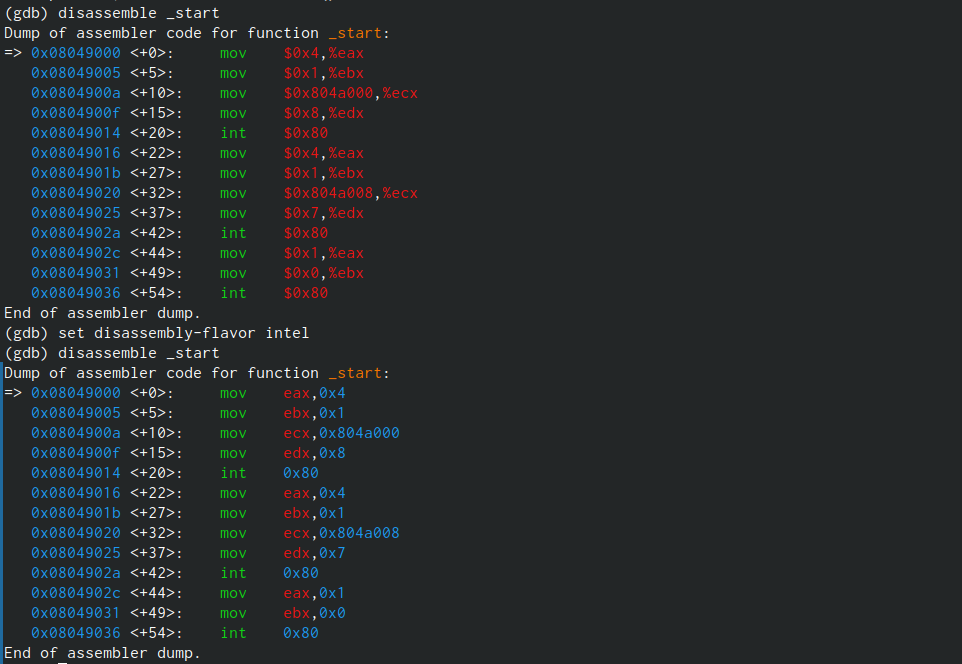 (gdb) disassemble _start
Dump of assembler code for function _start:
=> 0x08049000 <+0>:     mov    $0x4,%eax
   0x08049005 <+5>:     mov    $0x1,%ebx
   0x0804900a <+10>:    mov    $0x804a000,%ecx
   0x0804900f <+15>:    mov    $0x8,%edx
   0x08049014 <+20>:    int    $0x80
   0x08049016 <+22>:    mov    $0x4,%eax
   0x0804901b <+27>:    mov    $0x1,%ebx
   0x08049020 <+32>:    mov    $0x804a008,%ecx
   0x08049025 <+37>:    mov    $0x7,%edx
   0x0804902a <+42>:    int    $0x80
   0x0804902c <+44>:    mov    $0x1,%eax
   0x08049031 <+49>:    mov    $0x0,%ebx
   0x08049036 <+54>:    int    $0x80
End of assembler dump.
(gdb) set disassembly-flavor intel
(gdb) disassemble _start
Dump of assembler code for function _start:
=> 0x08049000 <+0>:     mov    eax,0x4
   0x08049005 <+5>:     mov    ebx,0x1
   0x0804900a <+10>:    mov    ecx,0x804a000
   0x0804900f <+15>:    mov    edx,0x8
   0x08049014 <+20>:    int    0x80
   0x08049016 <+22>:    mov    eax,0x4
   0x0804901b <+27>:    mov    ebx,0x1
   0x08049020 <+32>:    mov    ecx,0x804a008
   0x08049025 <+37>:    mov    edx,0x7
   0x0804902a <+42>:    int    0x80
   0x0804902c <+44>:    mov    eax,0x1
   0x08049031 <+49>:    mov    ebx,0x0
   0x08049036 <+54>:    int    0x80
End of assembler dump.